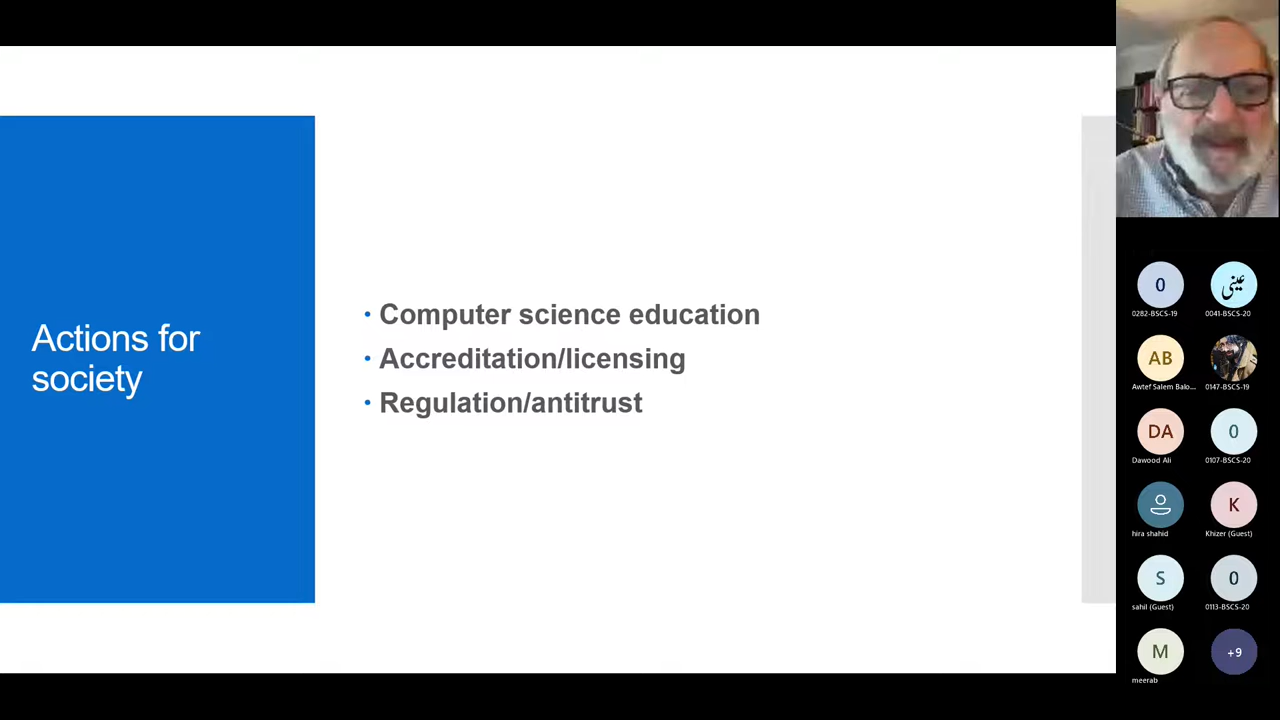 Actions for
society
• Computer science education
• Accreditation/licensing
• Regulation/antitrust
0
عینی
0282-BSCS-19
0041-BSCS-20
AB
Awtef Salem Balo...
0147-BSCS-19
DA
0
Dawood Ali
0107-BSCS-20
K
hira shahid
Khizer (Guest)
S
0
sahil (Guest)
0113-BSCS-20
M
+9
meerab